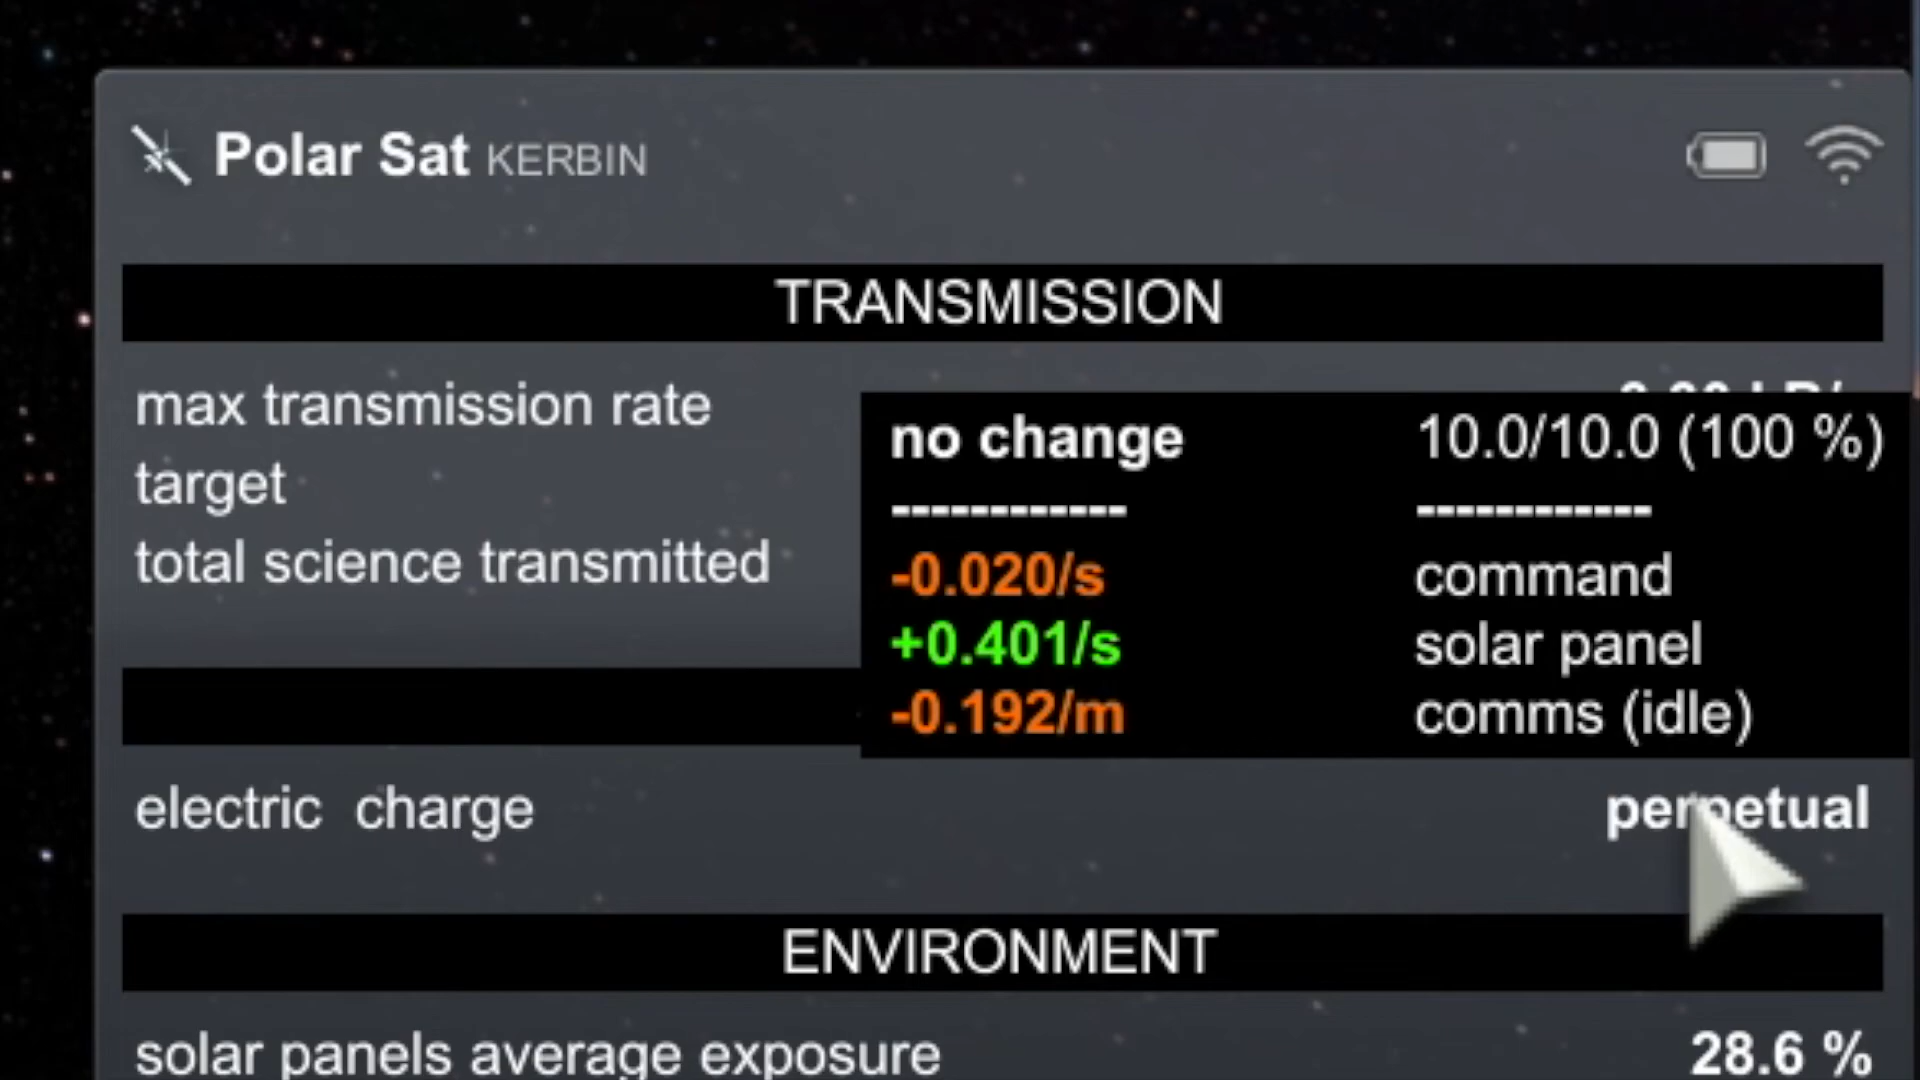 Polar Sat KERBIN
TRANSMISSION
max transmission rate
target
total science transmitted
no change 10.0/10.0 (100 %)
------------ ------------
-0.020/s command
+0.401/s solar panel
-0.192/m comms (idle)
electric charge perpetual
ENVIRONMENT
solar panels average exposure 28.6 %